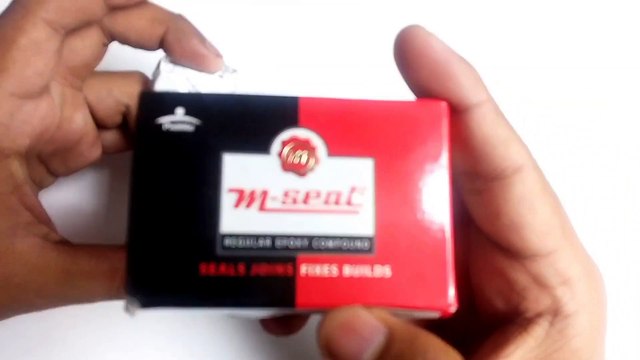 m-seal
REGULAR EPOXY COMPOUND
SEALS JOINS FIXES BUILDS